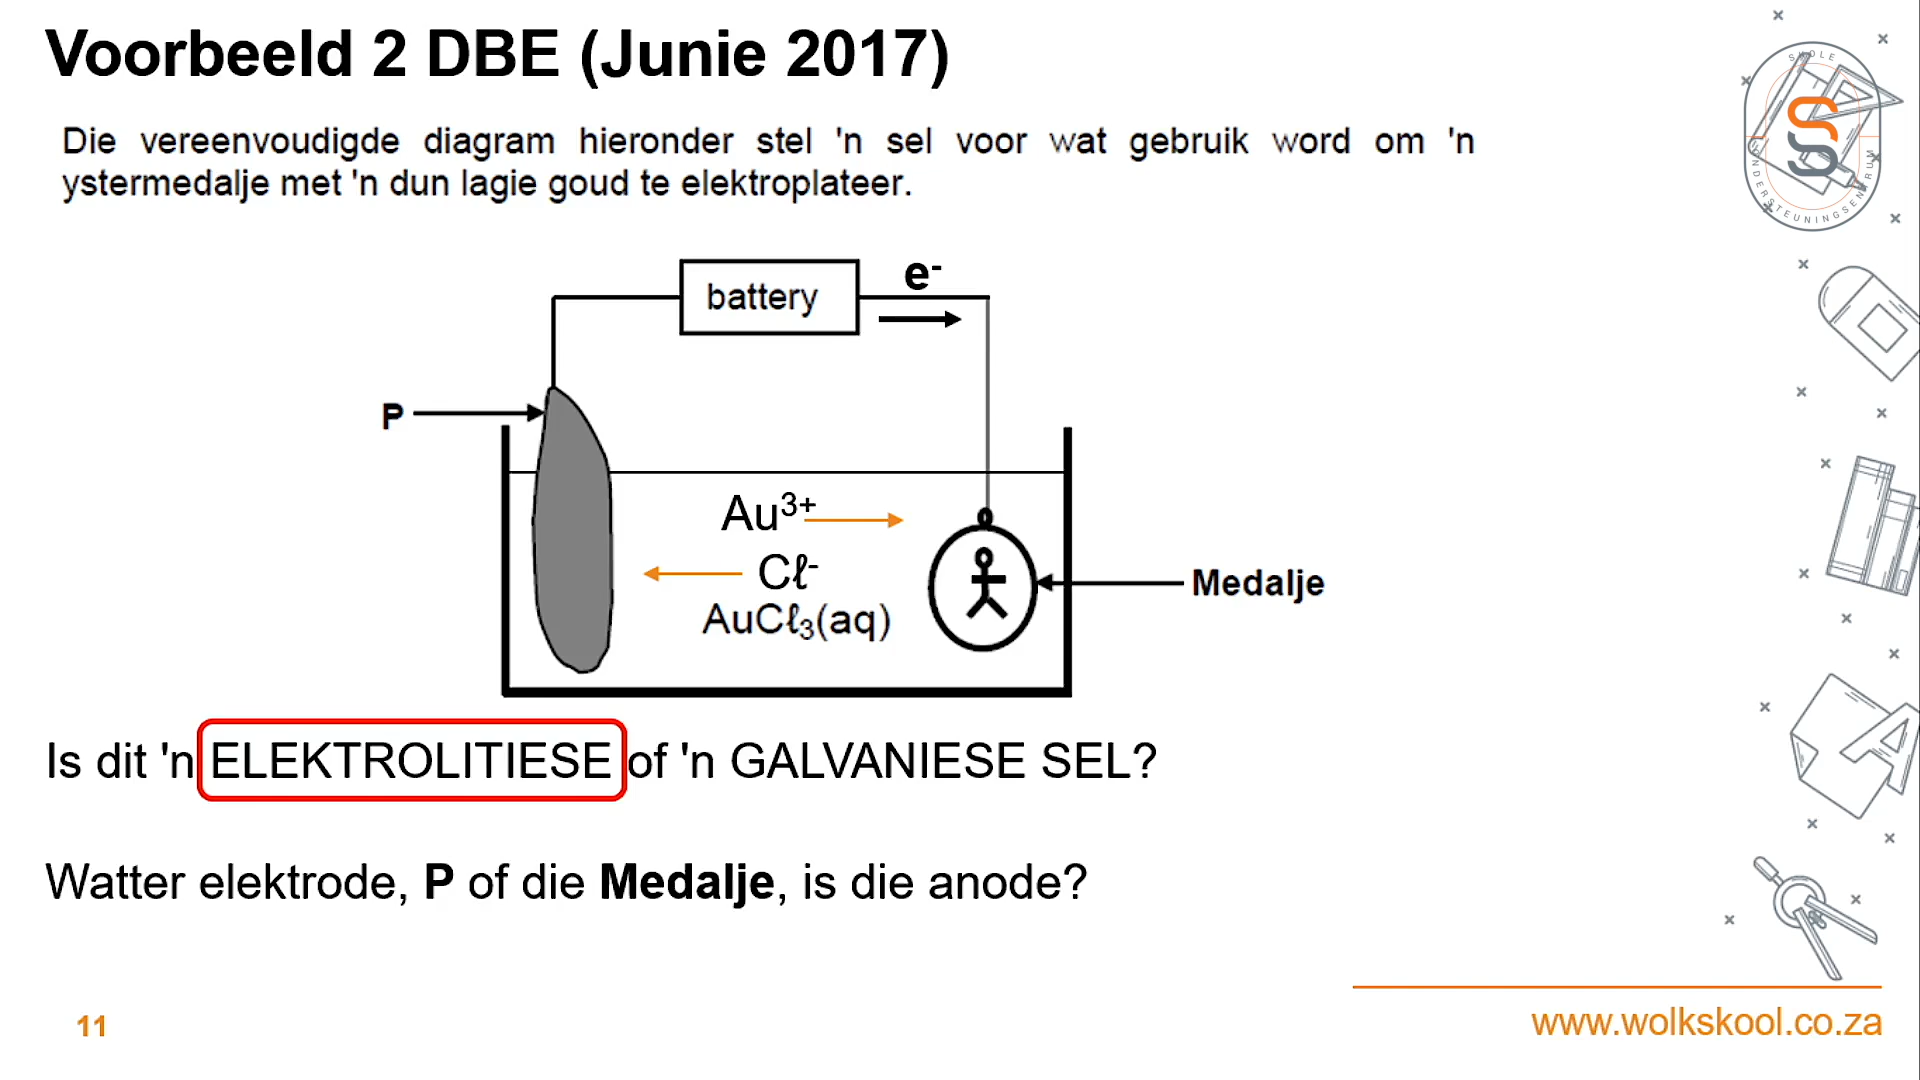 Voorbeeld 2 DBE (Junie 2017)
SKOLE
ONDERSTEUNINGSENTRUM
Die vereenvoudigde diagram hieronder stel 'n sel voor wat gebruik word om 'n
ystermedalje met 'n dun lagie goud te elektroplateer.
battery
e⁻
P
Au³⁺
Cℓ⁻
AuCℓ₃(aq)
Medalje
Is dit 'n ELEKTROLITIESE of 'n GALVANIESE SEL?
Watter elektrode, P of die Medalje, is die anode?
11
www.wolkskool.co.za